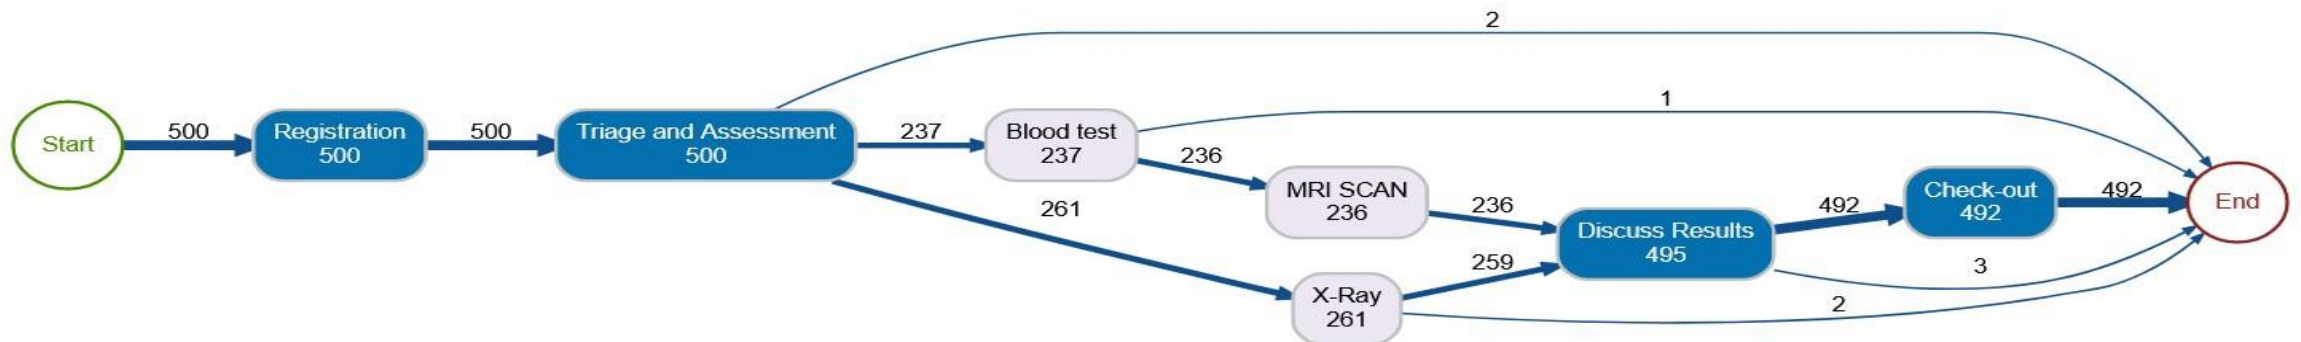 2
1
Start
500
Registration
500
500
Triage and Assessment
500
237
Blood test
237
236
MRI SCAN
236
236
261
X-Ray
261
259
Discuss Results
495
492
Check-out
492
492
End
3
2